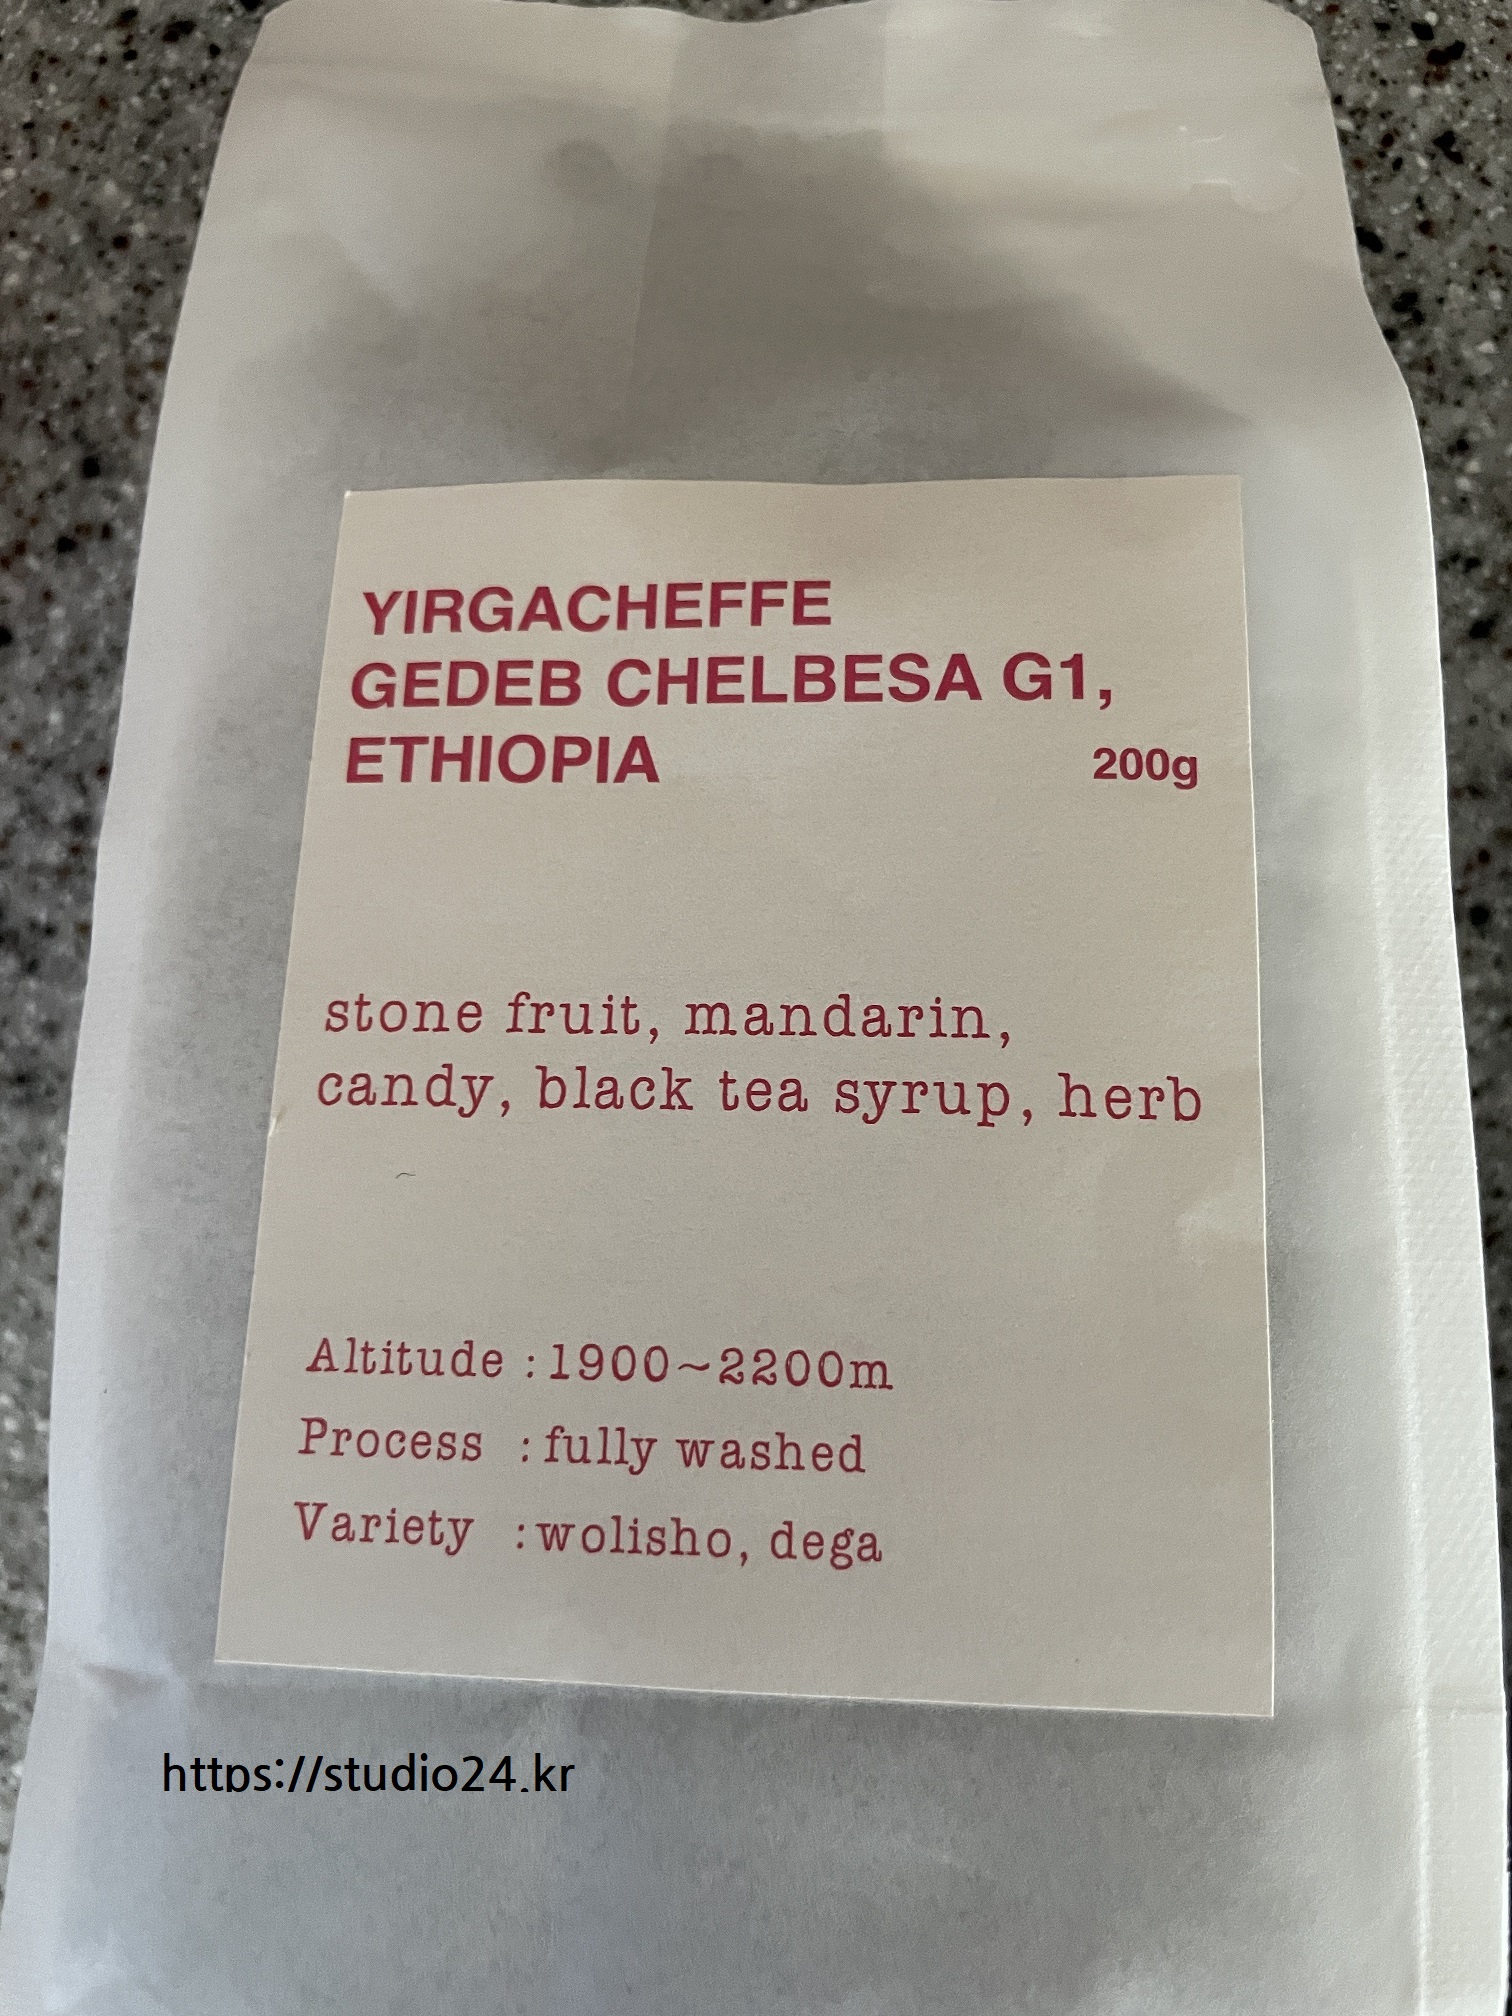 YIRGACHEFFE
GEDEB CHELBESA G1,
ETHIOPIA 200g
stone fruit, mandarin,
candy, black tea syrup, herb
Altitude :1900~2200m
Process :fully washed
Variety :wolisho, dega
https://studio24.kr